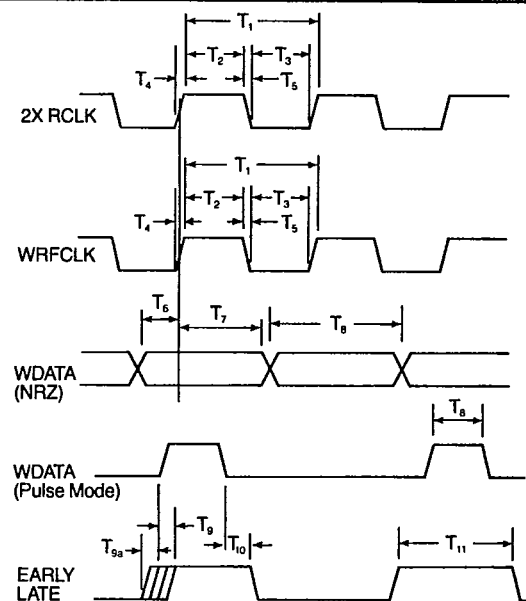 T1
T2 T3
T4 T5
2X RCLK
T1
T2 T3
T4 T5
WRFCLK
T6 T7 T8
WDATA
(NRZ)
T8
WDATA
(Pulse Mode)
T9
T9a T10 T11
EARLY
LATE